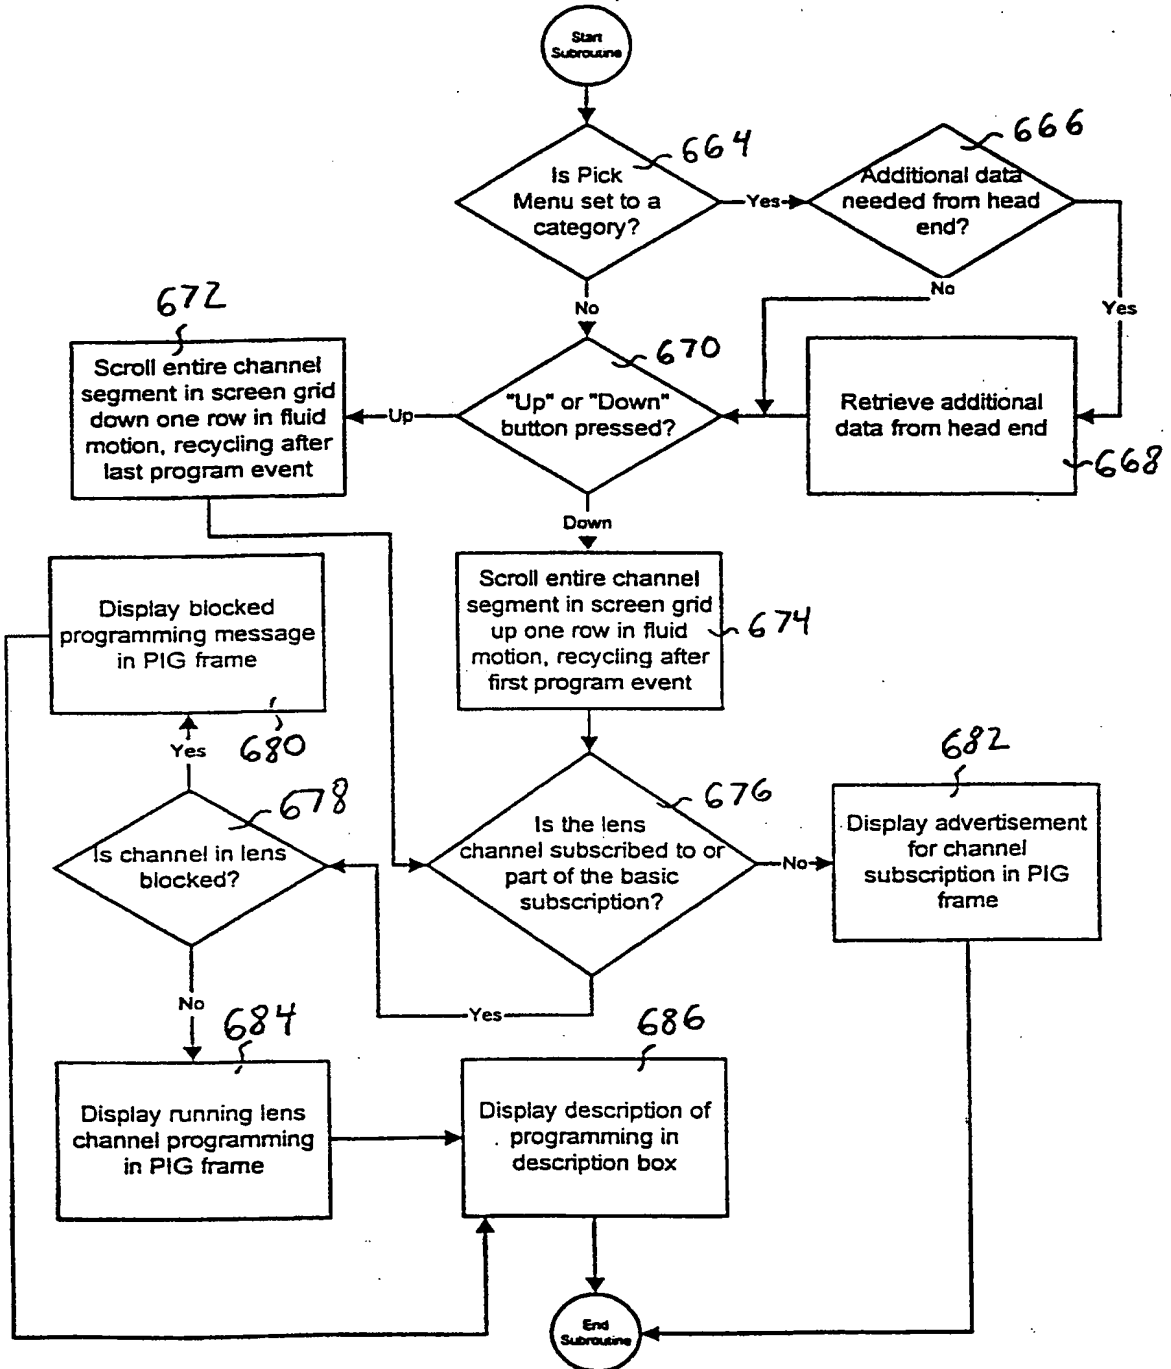 Start
Subroutine
664
Is Pick
Menu set to a
category?
Yes
666
Additional data
needed from head
end?
No
Yes
No
672
Scroll entire channel
segment in screen grid
down one row in fluid
motion, recycling after
last program event
Up
670
"Up" or "Down"
button pressed?
Retrieve additional
data from head end
668
Down
Display blocked
programming message
in PIG frame
680
Yes
Scroll entire channel
segment in screen grid
up one row in fluid
motion, recycling after
first program event
674
678
Is channel in lens
blocked?
676
Is the lens
channel subscribed to or
part of the basic
subscription?
No
682
Display advertisement
for channel
subscription in PIG
frame
No
Yes
684
Display running lens
channel programming
in PIG frame
686
Display description of
programming in
description box
End
Subroutine